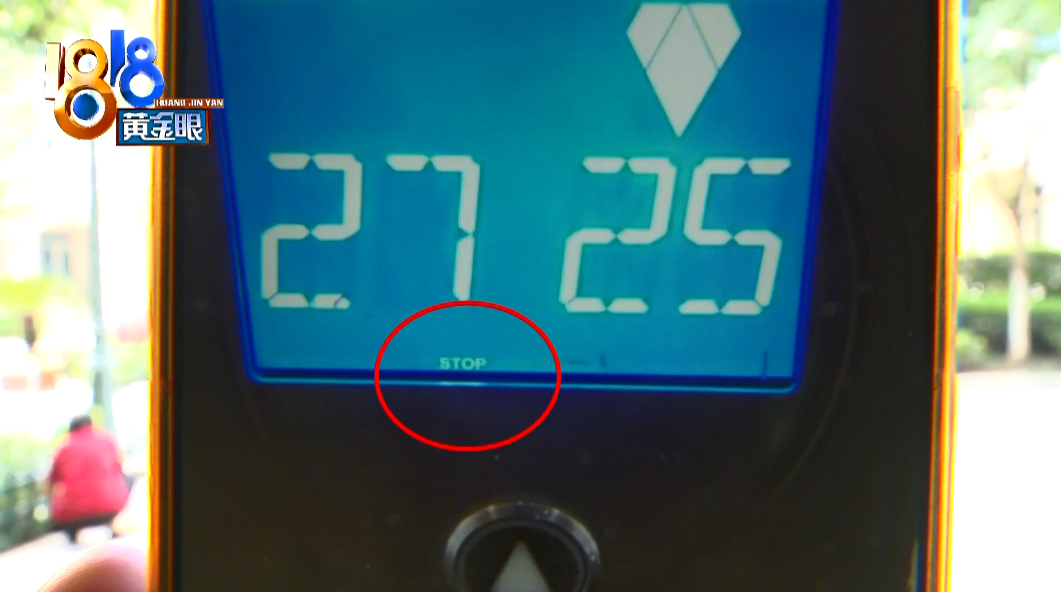 1818
HUANG JIN YAN
黄金眼
27 25
STOP